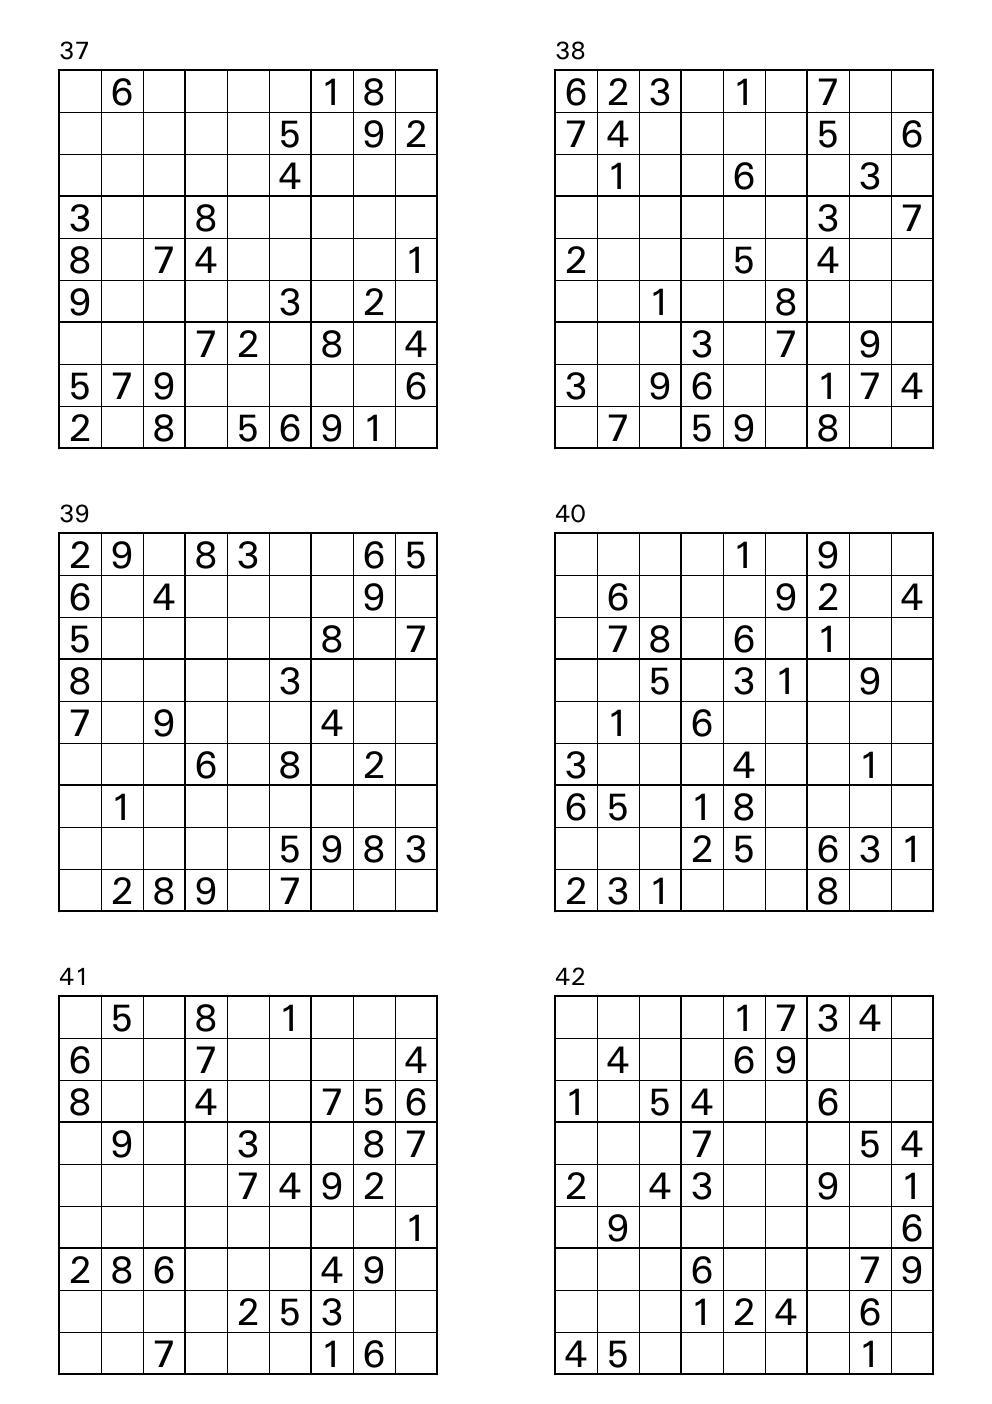 37 38
6 1 8 6 2 3 1 7
5 9 2 7 4 5 6
4 1 6 3
3 8 3 7
8 7 4 1 2 5 4
9 3 2 1 8
7 2 8 4 3 7 9
5 7 9 6 3 9 6 1 7 4
2 8 5 6 9 1 7 5 9 8
39 40
2 9 8 3 6 5 1 9
6 4 9 6 9 2 4
5 8 7 7 8 6 1
8 3 5 3 1 9
7 9 4 1 6
6 8 2 3 4 1
1 6 5 1 8
5 9 8 3 2 5 6 3 1
2 8 9 7 2 3 1 8
41 42
5 8 1 1 7 3 4
6 7 4 4 6 9
8 4 7 5 6 1 5 4 6
9 3 8 7 7 5 4
7 4 9 2 2 4 3 9 1
1 9 6
2 8 6 4 9 6 7 9
2 5 3 1 2 4 6
7 1 6 4 5 1